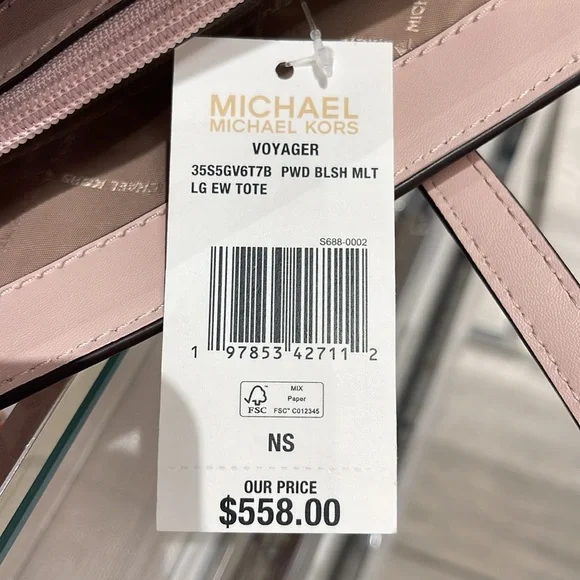 MICHAEL
MICHAEL KORS
VOYAGER
35S5GV6T7B PWD BLSH MLT
LG EW TOTE
S688-0002
1 97853 42711 2
FSC
MIX
Paper
FSC™ C012345
NS
OUR PRICE
$558.00